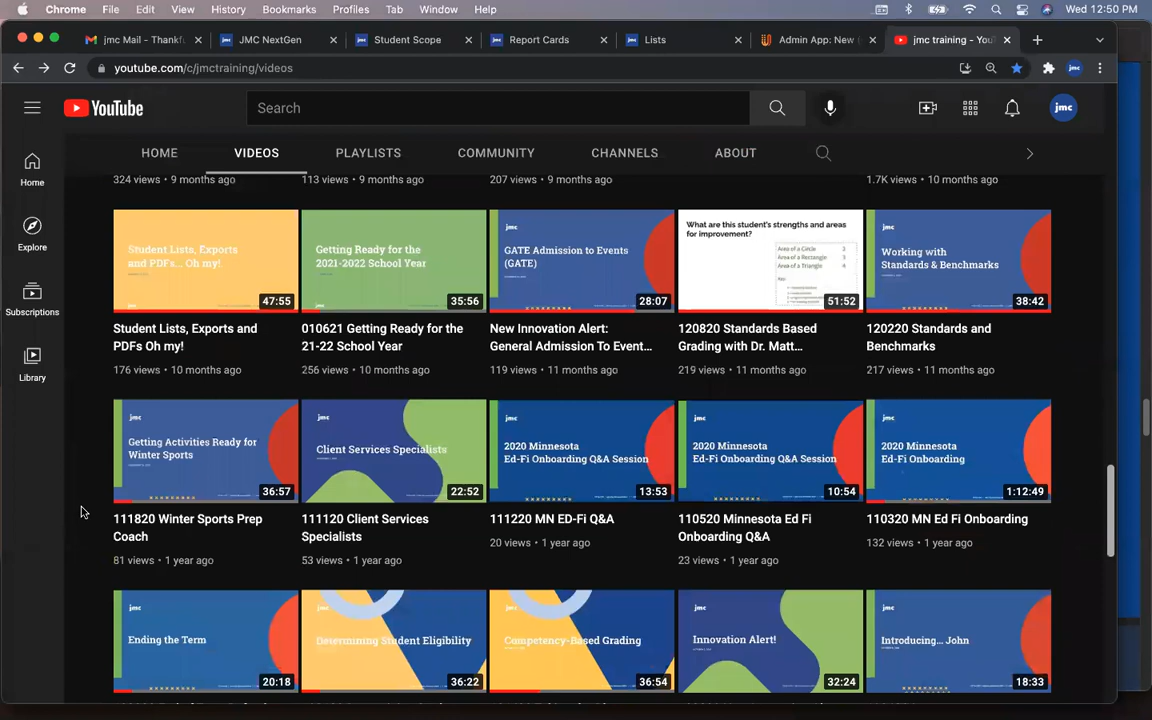 Chrome File Edit View History Bookmarks Profiles Tab Window Help Wed 12:50 PM
jmc Mail - Thankfu JMC NextGen Student Scope Report Cards Lists Admin App: New jmc training - YouT
youtube.com/c/jmctraining/videos jmc
YouTube Search jmc
HOME VIDEOS PLAYLISTS COMMUNITY CHANNELS ABOUT
Home
Explore
Subscriptions
Library
324 views • 9 months ago 113 views • 9 months ago 207 views • 9 months ago 1.7K • 10 months ago
Student Lists, Exports
and PDFs... Oh my!
47:55
Getting Ready for the
2021-2022 School Year
35:56
jmc
GATE Admission to Events
(GATE)
28:07
What are this student's strengths and areas
for improvement?
Area of a Circle 2
Area of a Rectangle 3
Area of a Triangle 4
51:52
jmc
Working with
Standards & Benchmarks
38:42
Student Lists, Exports and
PDFs Oh my!
176 views • 10 months ago
010621 Getting Ready for the
21-22 School Year
256 views • 10 months ago
New Innovation Alert:
General Admission To Event...
119 views • 11 months ago
120820 Standards Based
Grading with Dr. Matt...
219 views • 11 months ago
120220 Standards and
Benchmarks
217 views • 11 months ago
jmc
Getting Activities Ready for
Winter Sports
36:57
jmc
Client Services Specialists
22:52
jmc
2020 Minnesota
Ed-Fi Onboarding Q&A Session
13:53
jmc
2020 Minnesota
Ed-Fi Onboarding Q&A Session
10:54
jmc
2020 Minnesota
Ed-Fi Onboarding
1:12:49
111820 Winter Sports Prep
Coach
81 views • 1 year ago
111120 Client Services
Specialists
53 views • 1 year ago
111220 MN ED-Fi Q&A
20 views • 1 year ago
110520 Minnesota Ed Fi
Onboarding Q&A
23 views • 1 year ago
110320 MN Ed Fi Onboarding
132 views • 1 year ago
jmc
Ending the Term
20:18
Determining Student Eligibility
36:22
Competency-Based Grading
36:54
jmc
Innovation Alert!
32:24
jmc
Introducing... John
18:33